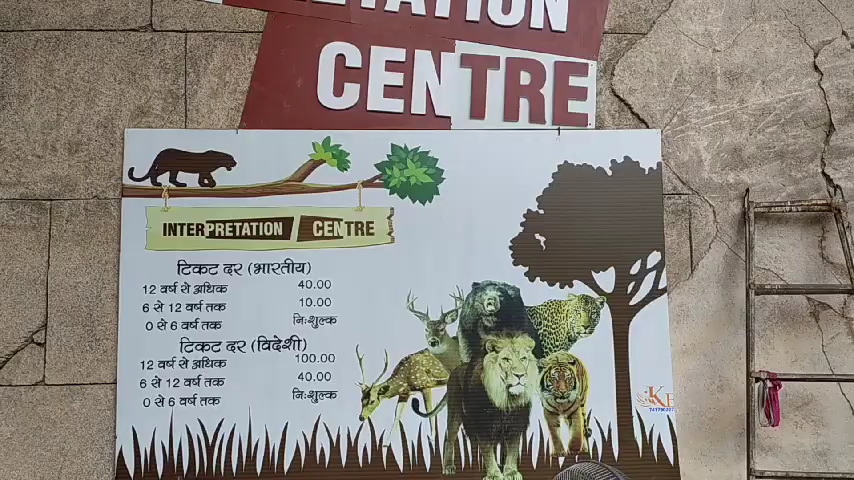 CENTRE
INTERPRETATION CENTRE
टिकट दर (भारतीय)
12 वर्ष से अधिक 40.00
6 से 12 वर्ष तक 10.00
0 से 6 वर्ष तक निःशुल्क
टिकट दर (विदेशी)
12 वर्ष से अधिक 100.00
6 से 12 वर्ष तक 40.00
0 से 6 वर्ष तक निःशुल्क